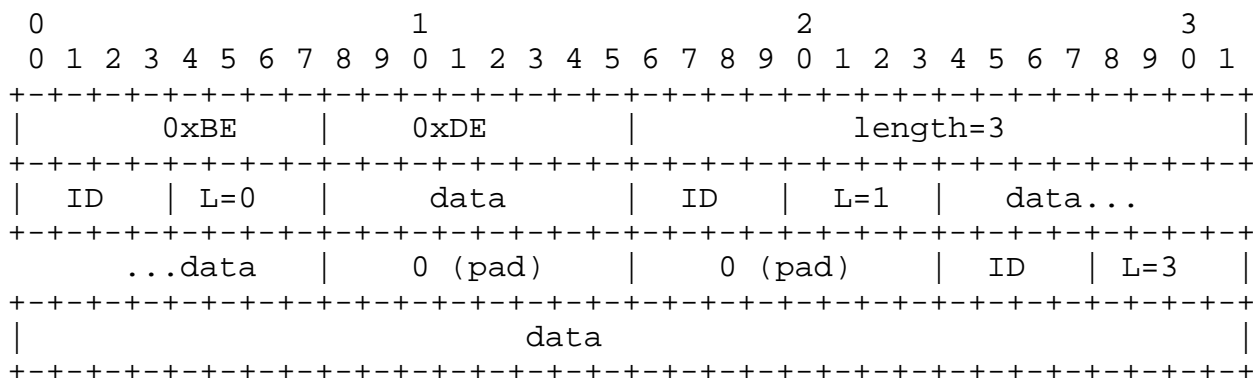 0                   1                   2                   3
 0 1 2 3 4 5 6 7 8 9 0 1 2 3 4 5 6 7 8 9 0 1 2 3 4 5 6 7 8 9 0 1
+-+-+-+-+-+-+-+-+-+-+-+-+-+-+-+-+-+-+-+-+-+-+-+-+-+-+-+-+-+-+-+-+
|       0xBE    |    0xDE       |           length=3            |
+-+-+-+-+-+-+-+-+-+-+-+-+-+-+-+-+-+-+-+-+-+-+-+-+-+-+-+-+-+-+-+-+
|  ID   | L=0   |     data      |  ID   |  L=1  |   data...
+-+-+-+-+-+-+-+-+-+-+-+-+-+-+-+-+-+-+-+-+-+-+-+-+-+-+-+-+-+-+-+-+
      ...data   |    0 (pad)    |    0 (pad)    |  ID   | L=3   |
+-+-+-+-+-+-+-+-+-+-+-+-+-+-+-+-+-+-+-+-+-+-+-+-+-+-+-+-+-+-+-+-+
|                          data                                 |
+-+-+-+-+-+-+-+-+-+-+-+-+-+-+-+-+-+-+-+-+-+-+-+-+-+-+-+-+-+-+-+-+